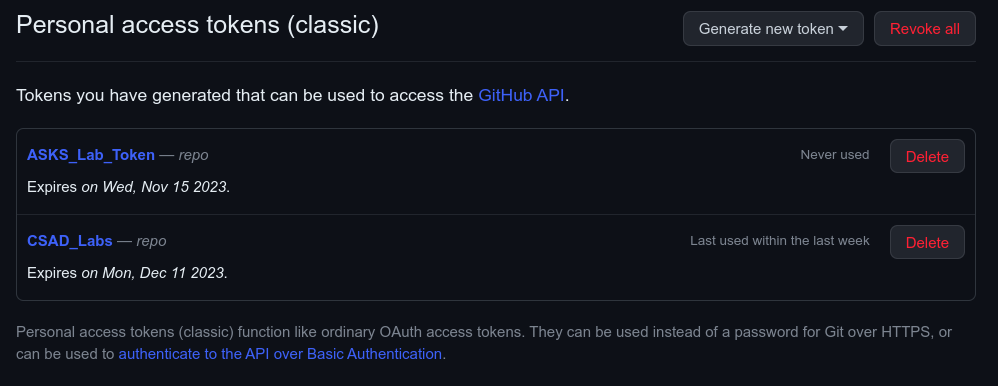 Personal access tokens (classic)
Generate new token
Revoke all
Tokens you have generated that can be used to access the GitHub API.
ASKS_Lab_Token — repo
Never used
Delete
Expires on Wed, Nov 15 2023.
CSAD_Labs — repo
Last used within the last week
Delete
Expires on Mon, Dec 11 2023.
Personal access tokens (classic) function like ordinary OAuth access tokens. They can be used instead of a password for Git over HTTPS, or
can be used to authenticate to the API over Basic Authentication.